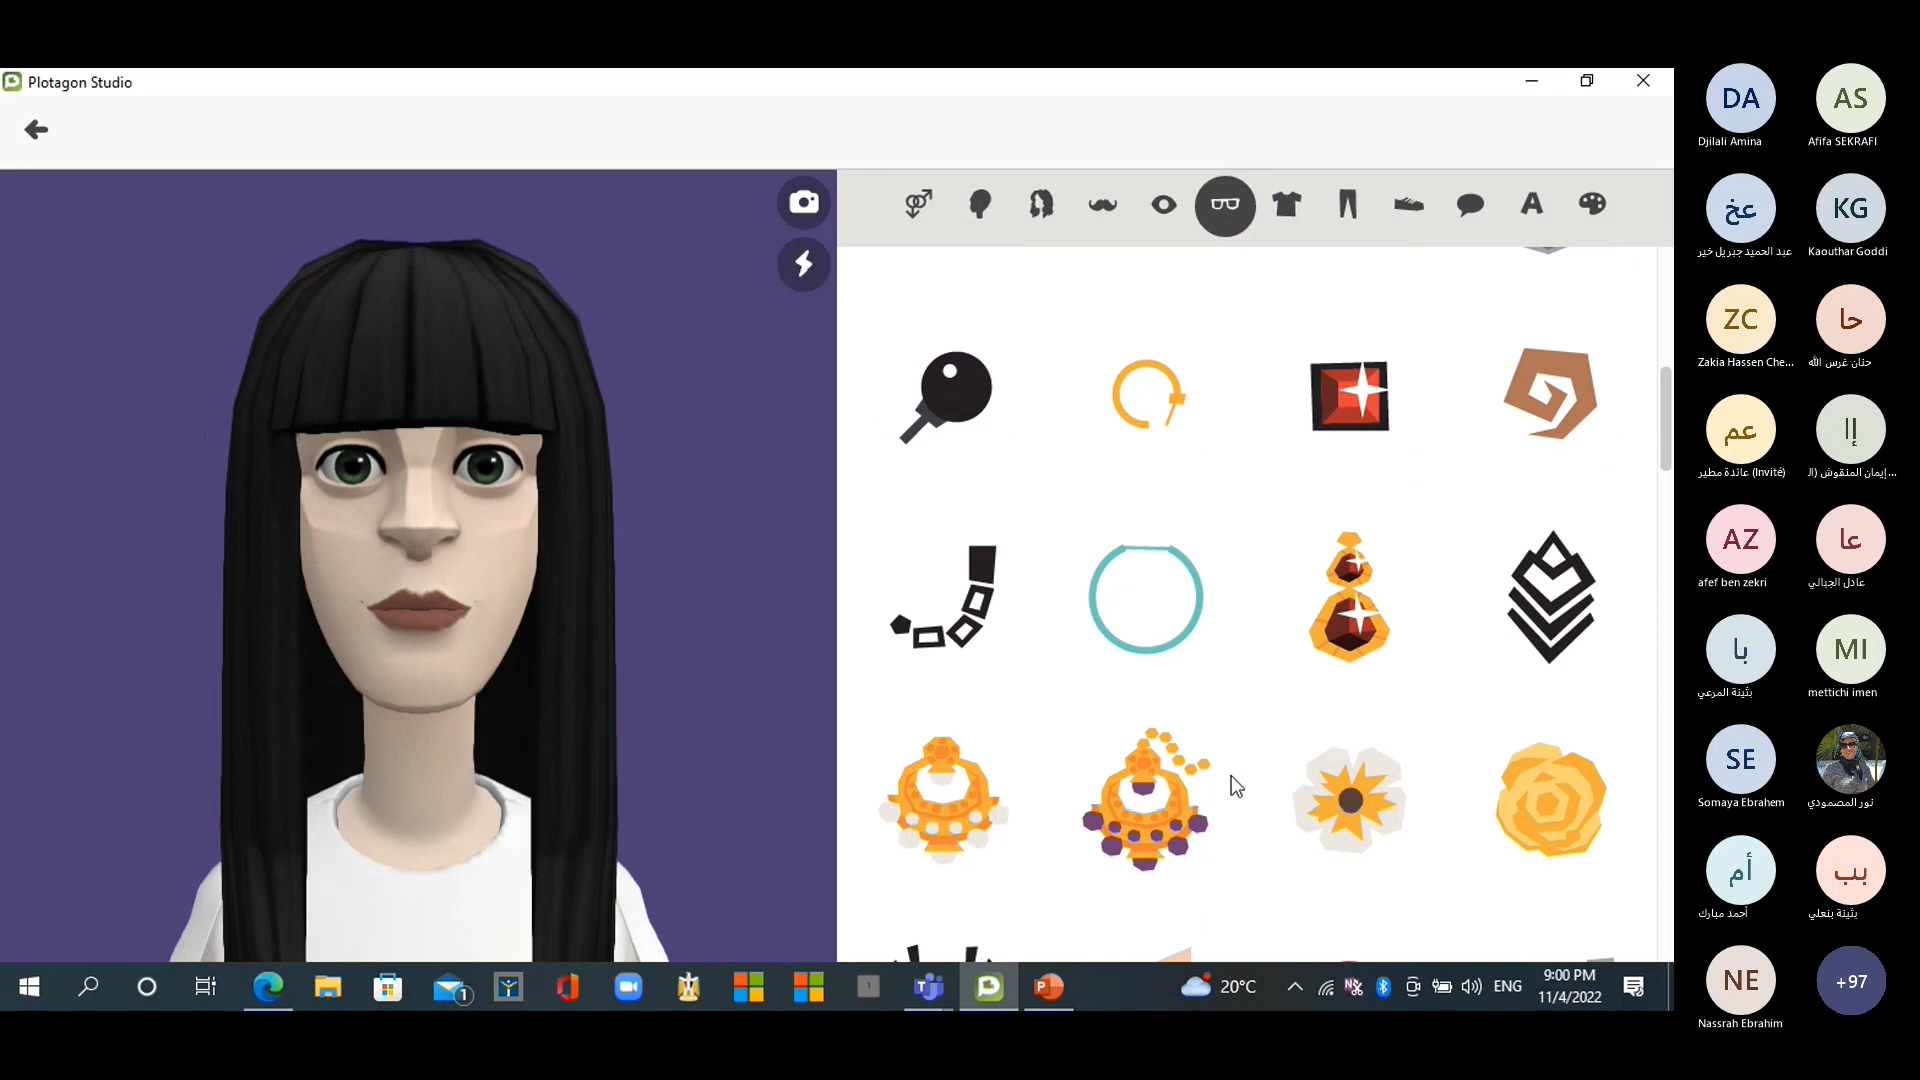 Plotagon Studio
DA
AS
Djilali Amina
Afifa SEKRAFI
عخ
KG
عبد الحميد جبريل خير
Kaouthar Goddi
ZC
حا
Zakia Hassen Che...
حنان غرس الله
عم
إا
عائدة مطير (Invité)
إيمان المنقوش (ال...
AZ
عا
afef ben zekri
عادل الجبالي
با
MI
بثينة المرعي
mettichi imen
SE
Somaya Ebrahem
نور المصمودي
أم
بب
أحمد مبارك
بثينة بنعلي
NE
+97
Nassrah Ebrahim
1
20°C
ENG
9:00 PM
11/4/2022